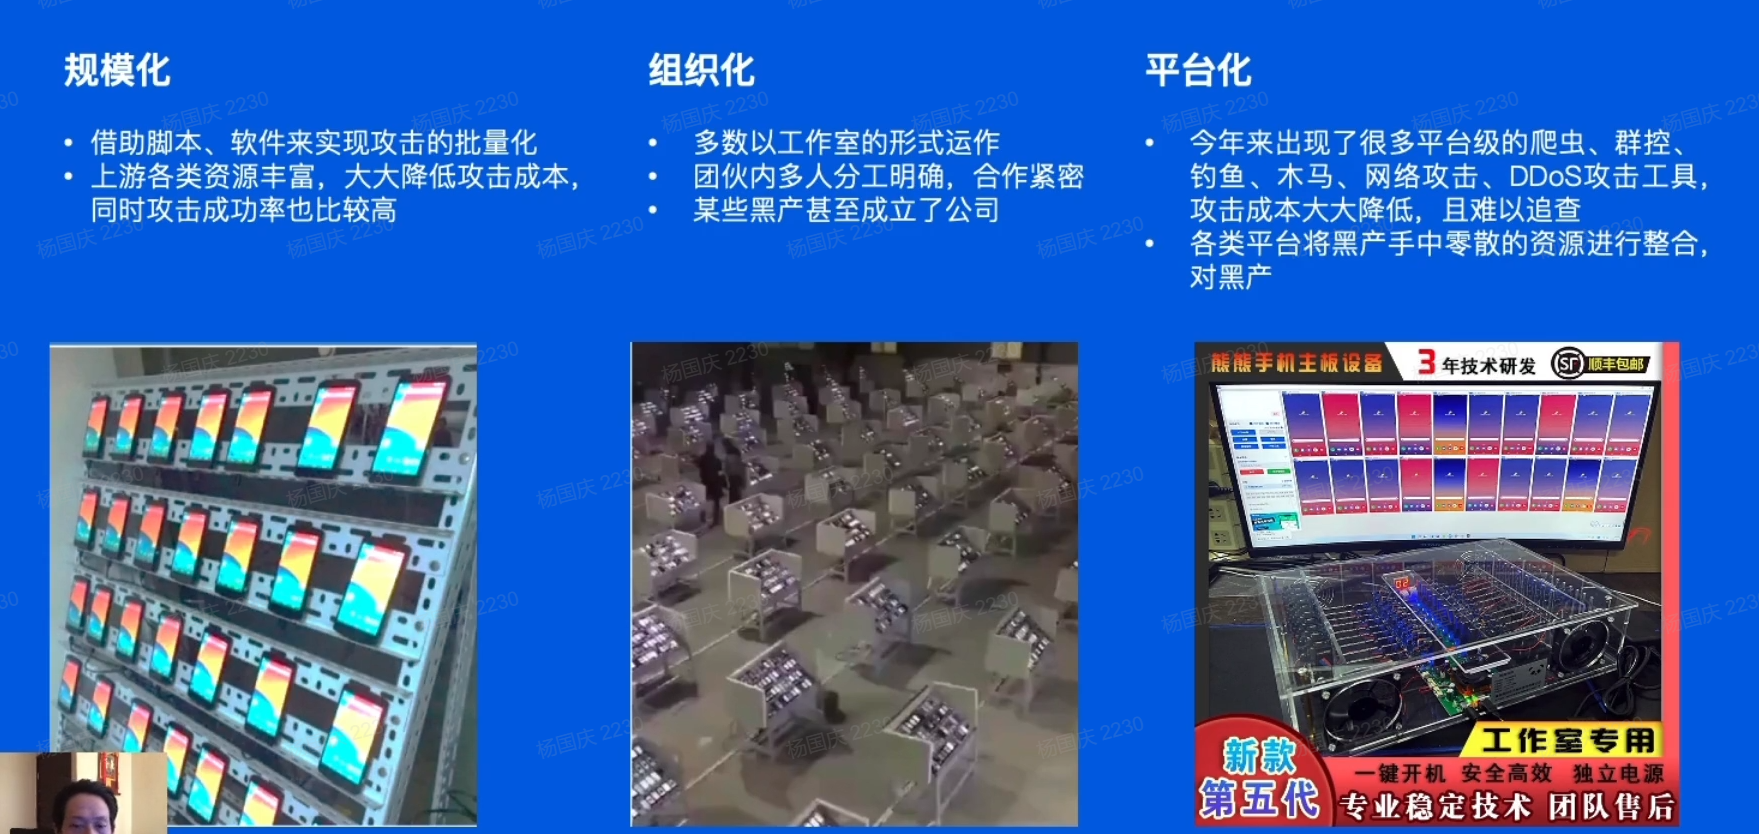 规模化
• 借助脚本、软件来实现攻击的批量化
• 上游各类资源丰富，大大降低攻击成本，
同时攻击成功率也比较高
组织化
• 多数以工作室的形式运作
• 团伙内多人分工明确，合作紧密
• 某些黑产甚至成立了公司
平台化
• 今年来出现了很多平台级的爬虫、群控、
钓鱼、木马、网络攻击、DDoS攻击工具，
攻击成本大大降低，且难以追查
• 各类平台将黑产手中零散的资源进行整合，
对黑产
熊熊手机主板设备 3年技术研发 SF 顺丰包邮
02
工作室专用
新款
第五代
一键开机 安全高效 独立电源
专业稳定技术 团队售后
杨国庆 2230